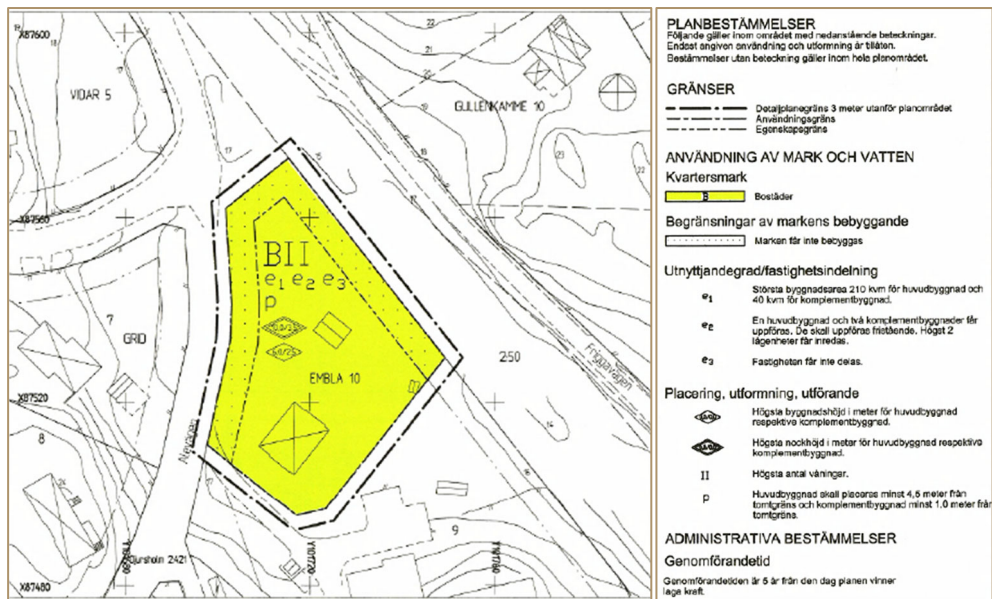 X87600
VIDAR 5
GULLENKAMME 10
X87560
BII
e1 e2 e3
p
7
GRD
250
Friggavägen
EMBLA 10
X87520
8
Alevägen
9
Djursholm 2:421
X87480
PLANBESTÄMMELSER
Följande gäller inom området med nedanstående beteckningar.
Endast angiven användning och utformning är tillåten.
Bestämmelser utan beteckning gäller inom hela planområdet.
GRÄNSER
Detaljplanegräns 3 meter utanför planområdet
Användningsgräns
Egenskapsgräns
ANVÄNDNING AV MARK OCH VATTEN
Kvartersmark
B Bostäder
Begränsningar av markens bebyggande
Marken får inte bebyggas
Utnyttjandegrad/fastighetsindelning
e1 Största byggnadsarea 210 kvm för huvudbyggnad och
40 kvm för komplementbyggnad.
e2 En huvudbyggnad och två komplementbyggnader får
uppföras. De skall uppföras fristående. Högst 2
lägenheter får inredas.
e3 Fastigheten får inte delas.
Placering, utformning, utförande
Högsta byggnadshöjd i meter för huvudbyggnad
respektive komplementbyggnad.
Högsta nockhöjd i meter för huvudbyggnad respektive
komplementbyggnad.
II Högsta antal våningar.
p Huvudbyggnad skall placeras minst 4,5 meter från
tomtgräns och komplementbyggnad minst 1,0 meter från
tomtgräns.
ADMINISTRATIVA BESTÄMMELSER
Genomförandetid
Genomförandetiden är 5 år från den dag planen vinner
laga kraft.